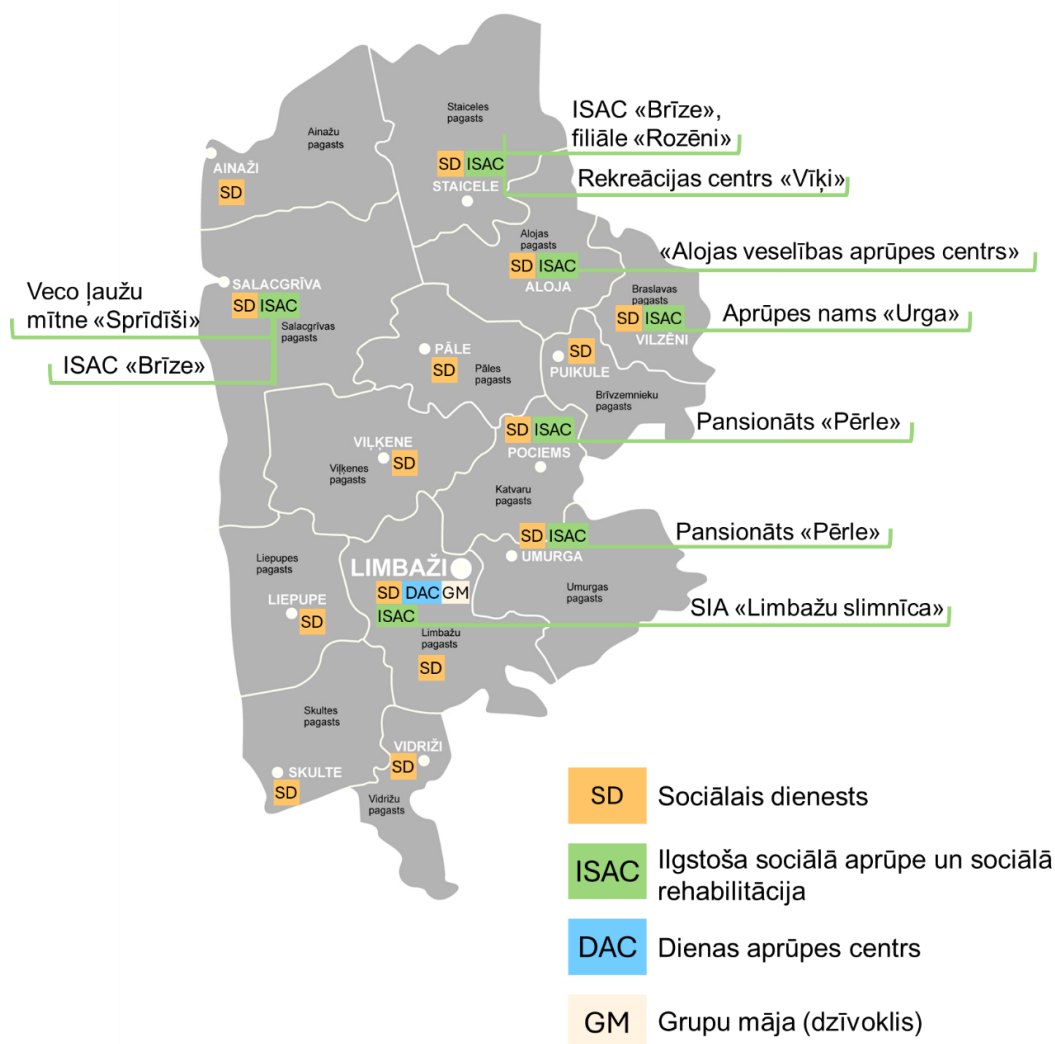 Staiceles
pagasts
ISAC «Brīze»,
filiāle «Rozēni»
Ainažu
pagasts
AINAŽI
SD
SD ISAC
STAICELE
Rekreācijas centrs «Vīķi»
Alojas
pagasts
SD ISAC
ALOJA
«Alojas veselības aprūpes centrs»
SALACGRĪVA
SD ISAC
Salacgrīvas
pagasts
Veco ļaužu
mītne «Sprīdīši»
ISAC «Brīze»
Braslavas
pagasts
SD ISAC
VILZĒNI
Aprūpes nams «Urga»
PĀLE
SD
Pāles
pagasts
SD
PUIKULE
Brīvzemnieku
pagasts
SD ISAC
POCIEMS
Pansionāts «Pērle»
VIĻĶENE
SD
Viļķenes
pagasts
Katvaru
pagasts
SD ISAC
UMURGA
Pansionāts «Pērle»
Umurgas
pagasts
Liepupes
pagasts
LIEPUPE
SD
LIMBAŽI
SD DAC GM
ISAC
SIA «Limbažu slimnīca»
Limbažu
pagasts
SD
Skultes
pagasts
SKULTE
SD
VIDRIŽI
SD
Vidrižu
pagasts
SD Sociālais dienests
ISAC Ilgstoša sociālā aprūpe un sociālā
rehabilitācija
DAC Dienas aprūpes centrs
GM Grupu māja (dzīvoklis)